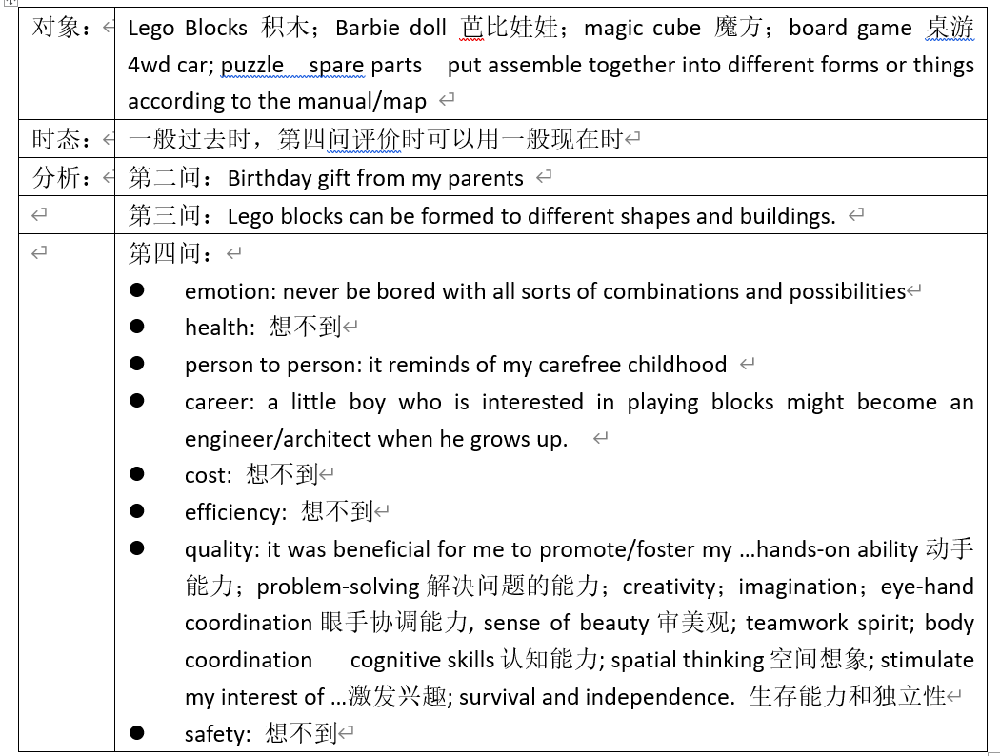 对象： Lego Blocks 积木；Barbie doll 芭比娃娃；magic cube 魔方；board game 桌游
4wd car; puzzle spare parts put assemble together into different forms or things
according to the manual/map
时态： 一般过去时，第四问评价时可以用一般现在时
分析： 第二问：Birthday gift from my parents
第三问：Lego blocks can be formed to different shapes and buildings.
第四问：
● emotion: never be bored with all sorts of combinations and possibilities
● health: 想不到
● person to person: it reminds of my carefree childhood
● career: a little boy who is interested in playing blocks might become an
engineer/architect when he grows up.
● cost: 想不到
● efficiency: 想不到
● quality: it was beneficial for me to promote/foster my …hands-on ability 动手
能力；problem-solving 解决问题的能力；creativity；imagination；eye-hand
coordination 眼手协调能力, sense of beauty 审美观; teamwork spirit; body
coordination cognitive skills 认知能力; spatial thinking 空间想象; stimulate
my interest of …激发兴趣; survival and independence. 生存能力和独立性
● safety: 想不到